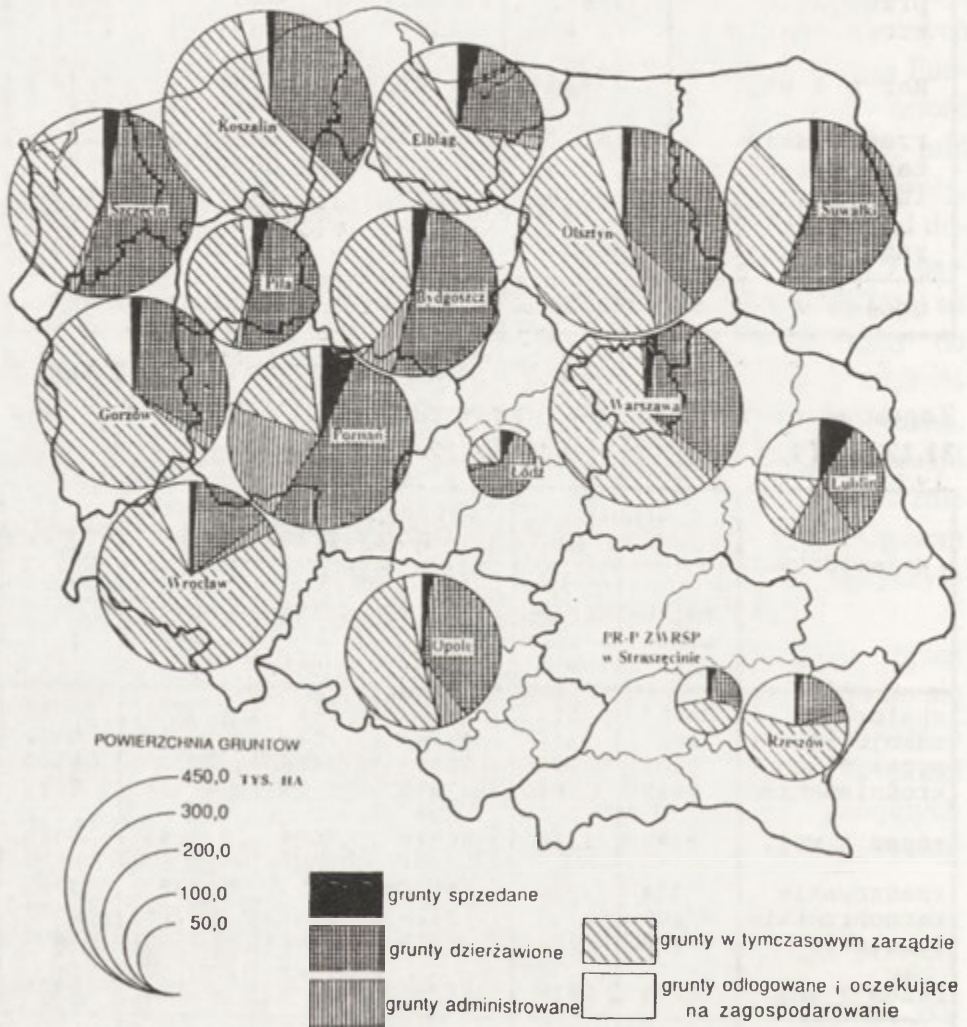 Koszalin
Elbląg
Szczecin
Suwałki
Olsztyn
Piła
Bydgoszcz
Gorzów
Warszawa
Poznań
Łódź
Lublin
Wrocław
Opole
PR-P ZWRSP
w Straszęcinie
Rzeszów
POWIERZCHNIA GRUNTÓW
450,0 TYS. HA
300,0
200,0
100,0
50,0
grunty sprzedane
grunty dzierżawione
grunty administrowane
grunty w tymczasowym zarządzie
grunty odłogowane i oczekujące
na zagospodarowanie